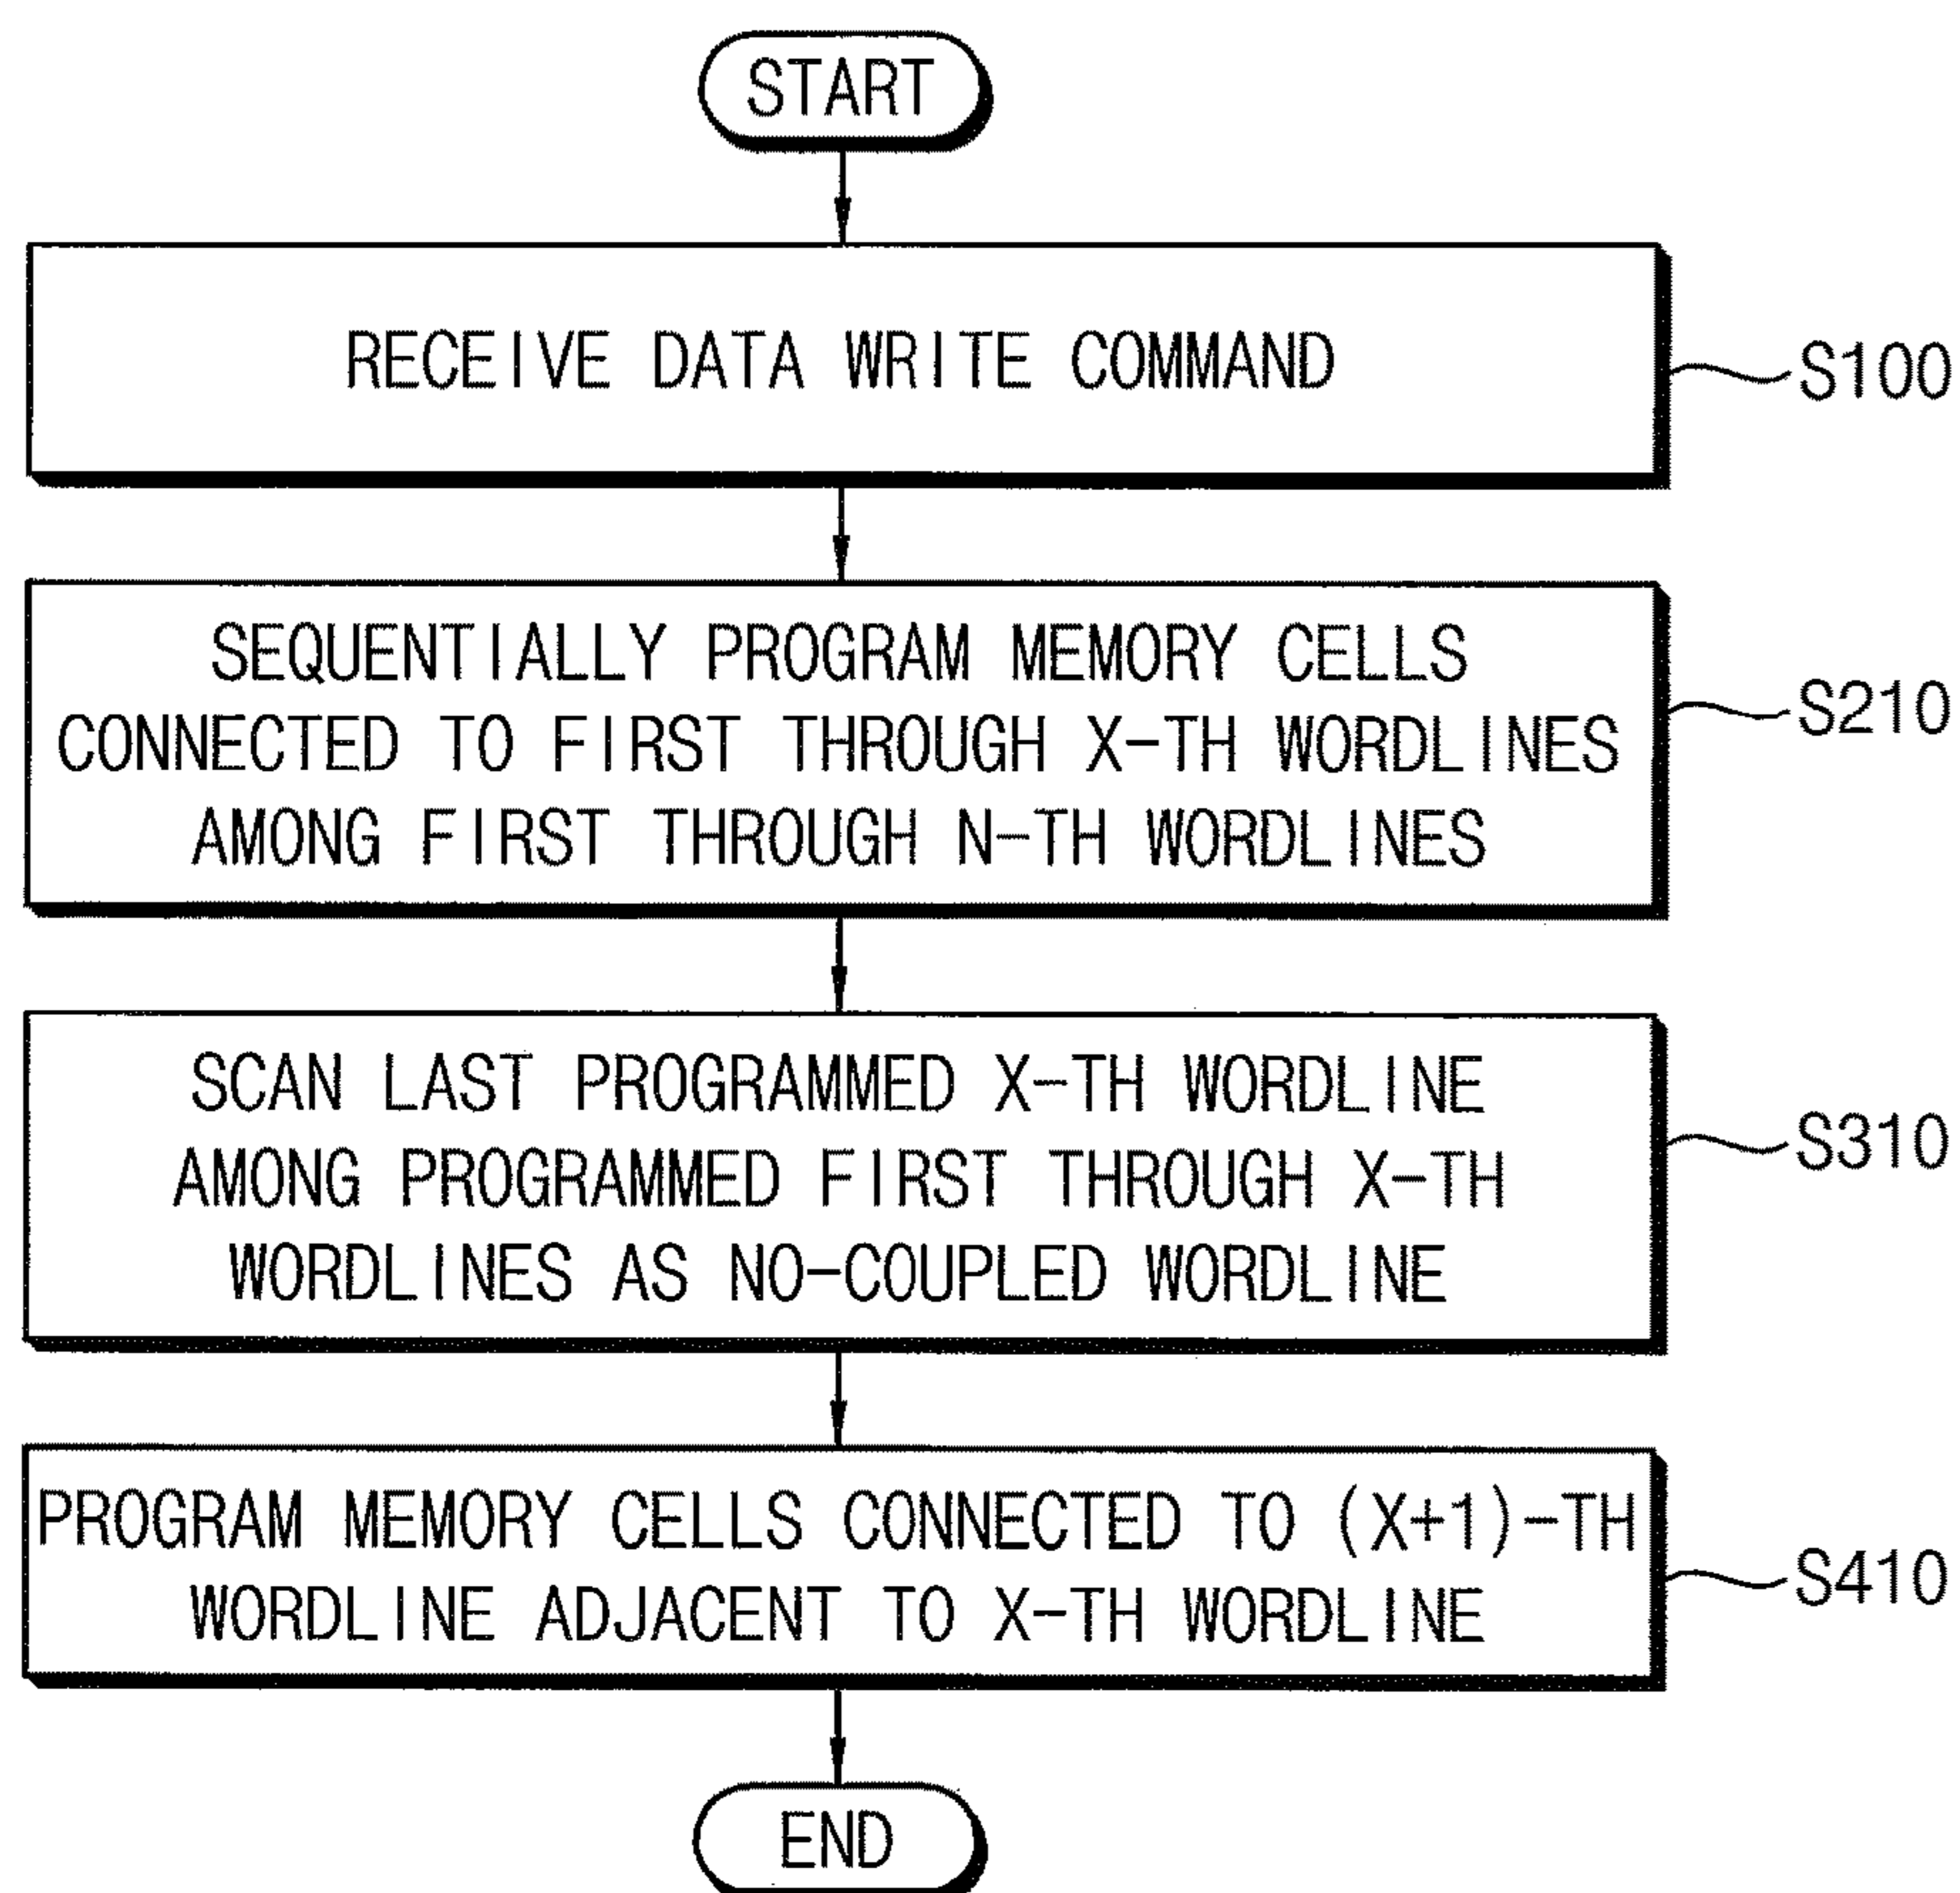 START
RECEIVE DATA WRITE COMMAND
S100
SEQUENTIALLY PROGRAM MEMORY CELLS
CONNECTED TO FIRST THROUGH X-TH WORDLINES
AMONG FIRST THROUGH N-TH WORDLINES
S210
SCAN LAST PROGRAMMED X-TH WORDLINE
AMONG PROGRAMMED FIRST THROUGH X-TH
WORDLINES AS NO-COUPLED WORDLINE
S310
PROGRAM MEMORY CELLS CONNECTED TO (X+1)-TH
WORDLINE ADJACENT TO X-TH WORDLINE
S410
END